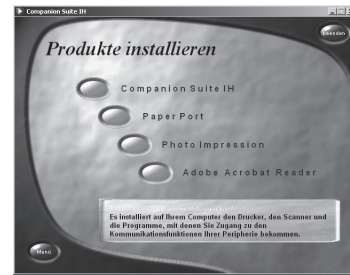 Companion Suite IH
Beenden
Produkte installieren
Companion Suite IH
Paper Port
Photo Impression
Adobe Acrobat Reader
Es installiert auf Ihrem Computer den Drucker, den Scanner und
die Programme, mit denen Sie Zugang zu den
Kommunikationsfunktionen Ihrer Peripherie bekommen.
Menü